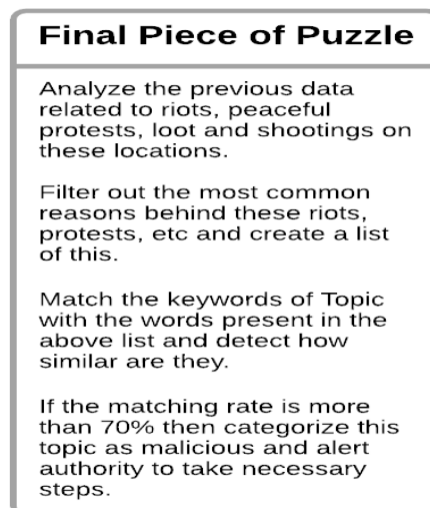 Final Piece of Puzzle
Analyze the previous data
related to riots, peaceful
protests, loot and shootings on
these locations.
Filter out the most common
reasons behind these riots,
protests, etc and create a list
of this.
Match the keywords of Topic
with the words present in the
above list and detect how
similar are they.
If the matching rate is more
than 70% then categorize this
topic as malicious and alert
authority to take necessary
steps.